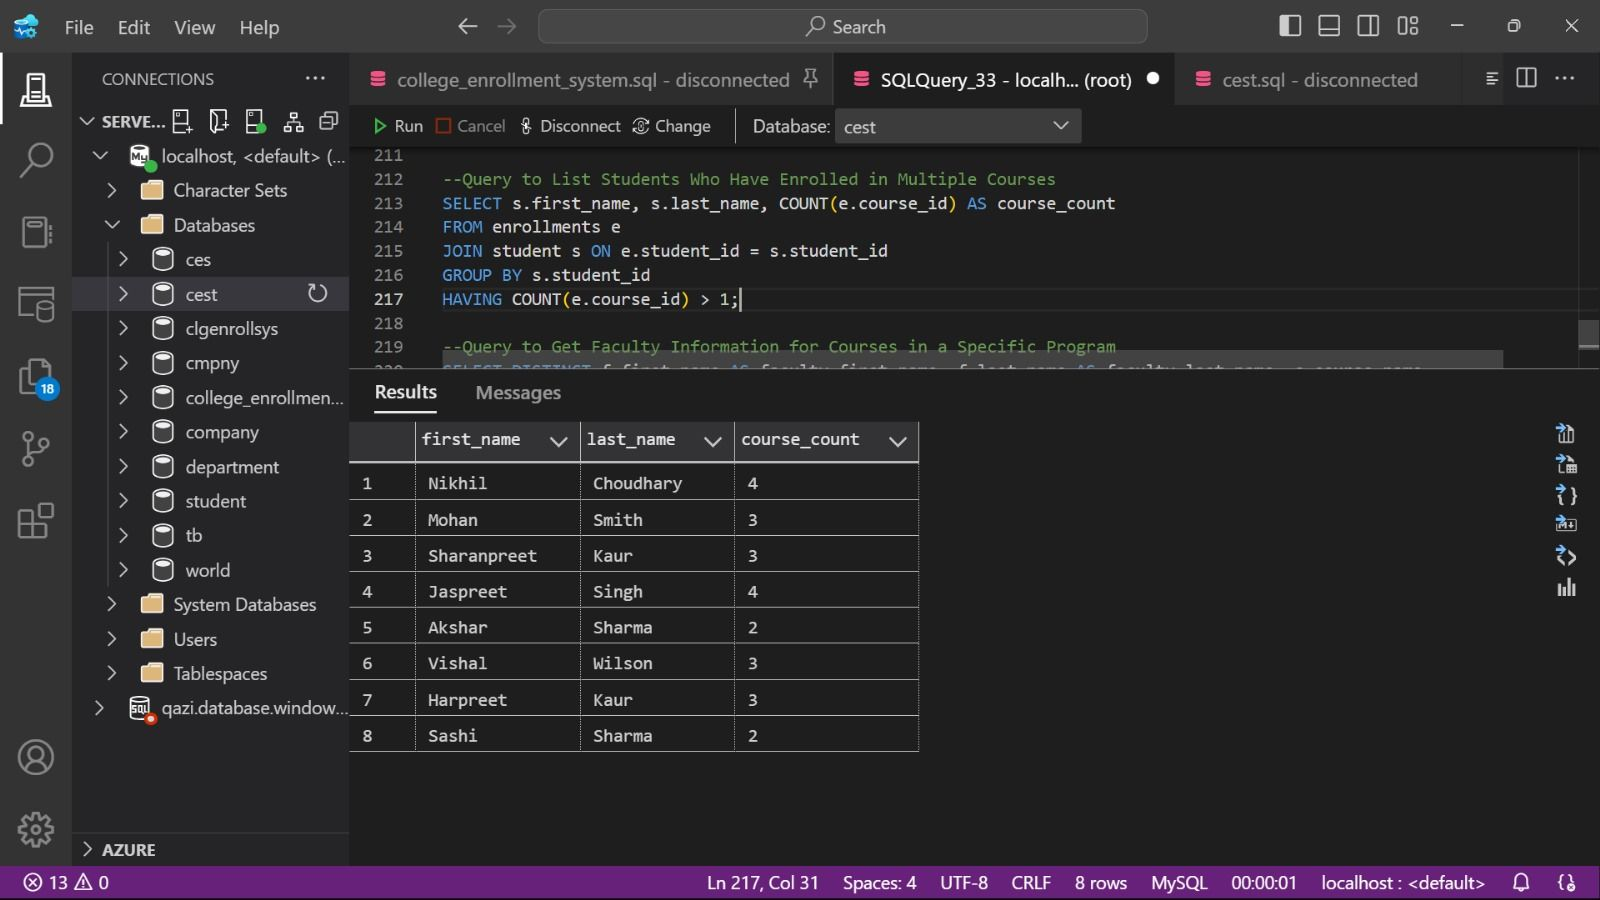 File Edit View Help
Search
CONNECTIONS
college_enrollment_system.sql - disconnected
SQLQuery_33 - localh... (root)
cest.sql - disconnected
SERVE...
Run Cancel Disconnect Change Database: cest
localhost, <default> (...
Character Sets
Databases
ces
cest
clgenrollsys
cmpny
college_enrollmen...
company
department
student
tb
world
System Databases
Users
Tablespaces
qazi.database.window...
AZURE
18
211
212 --Query to List Students Who Have Enrolled in Multiple Courses
213 SELECT s.first_name, s.last_name, COUNT(e.course_id) AS course_count
214 FROM enrollments e
215 JOIN student s ON e.student_id = s.student_id
216 GROUP BY s.student_id
217 HAVING COUNT(e.course_id) > 1;
218
219 --Query to Get Faculty Information for Courses in a Specific Program
Results Messages
first_name last_name course_count
1 Nikhil Choudhary 4
2 Mohan Smith 3
3 Sharanpreet Kaur 3
4 Jaspreet Singh 4
5 Akshar Sharma 2
6 Vishal Wilson 3
7 Harpreet Kaur 3
8 Sashi Sharma 2
13 0 Ln 217, Col 31 Spaces: 4 UTF-8 CRLF 8 rows MySQL 00:00:01 localhost : <default>